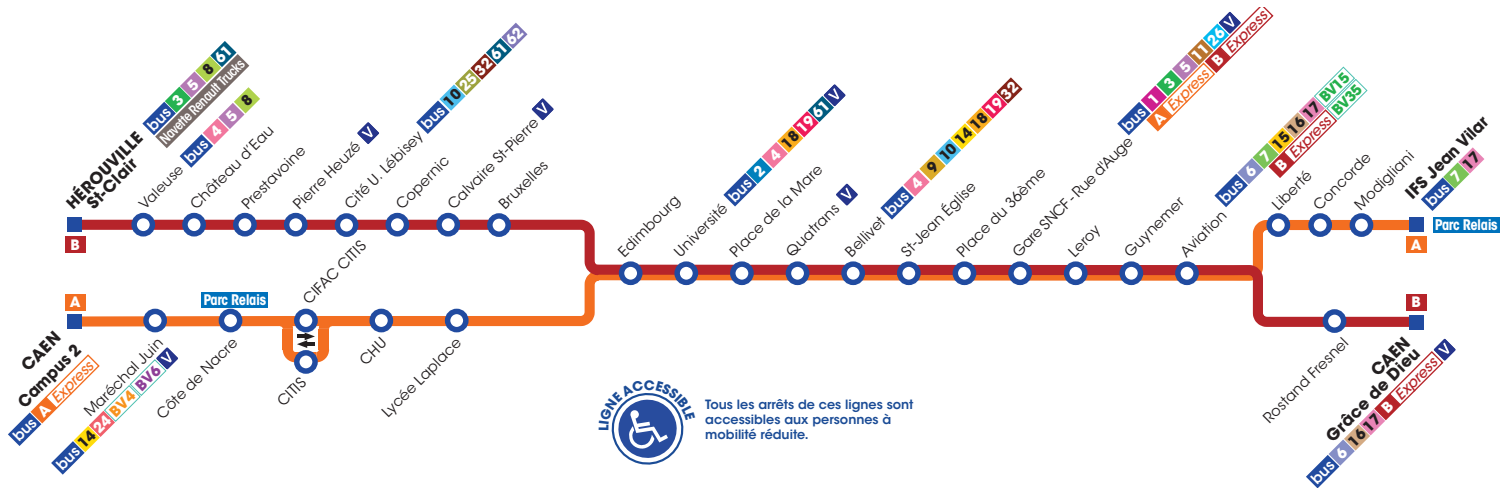 HÉROUVILLE
St-Clair
bus 3 5 8 61
Navette Renault Trucks
B
Valeuse
bus 4 5 8
Château d'Eau
Prestavoine
Pierre Heuzé V
Cité U. Lébisey
bus 10 25 32 61 62
Copernic
Calvaire St-Pierre V
Bruxelles
Edimbourg
Université
bus 2 4 18 19 61 V
Place de la Mare
Quatrans V
Bellivet
bus 4 9 10 14 18 19 32
St-Jean Église
Place du 36ème
Gare SNCF - Rue d'Auge
bus 1 3 5 11 26 V
A Express B Express
Leroy
Guynemer
Aviation
bus 6 7 15 16 17 BV15
B Express BV35
Liberté
Concorde
Modigliani
IFS Jean Vilar
bus 7 17
Parc Relais
A
A
CAEN
Campus 2
bus A Express
Maréchal Juin
bus 14 24 BV4 BV6 V
Parc Relais
Côte de Nacre
CIFAC CITIS
CITIS
CHU
Lycée Laplace
Rostand Fresnel
B
CAEN
Grâce de Dieu
bus 6 16 17 B Express V
LIGNE ACCESSIBLE
Tous les arrêts de ces lignes sont
accessibles aux personnes à
mobilité réduite.